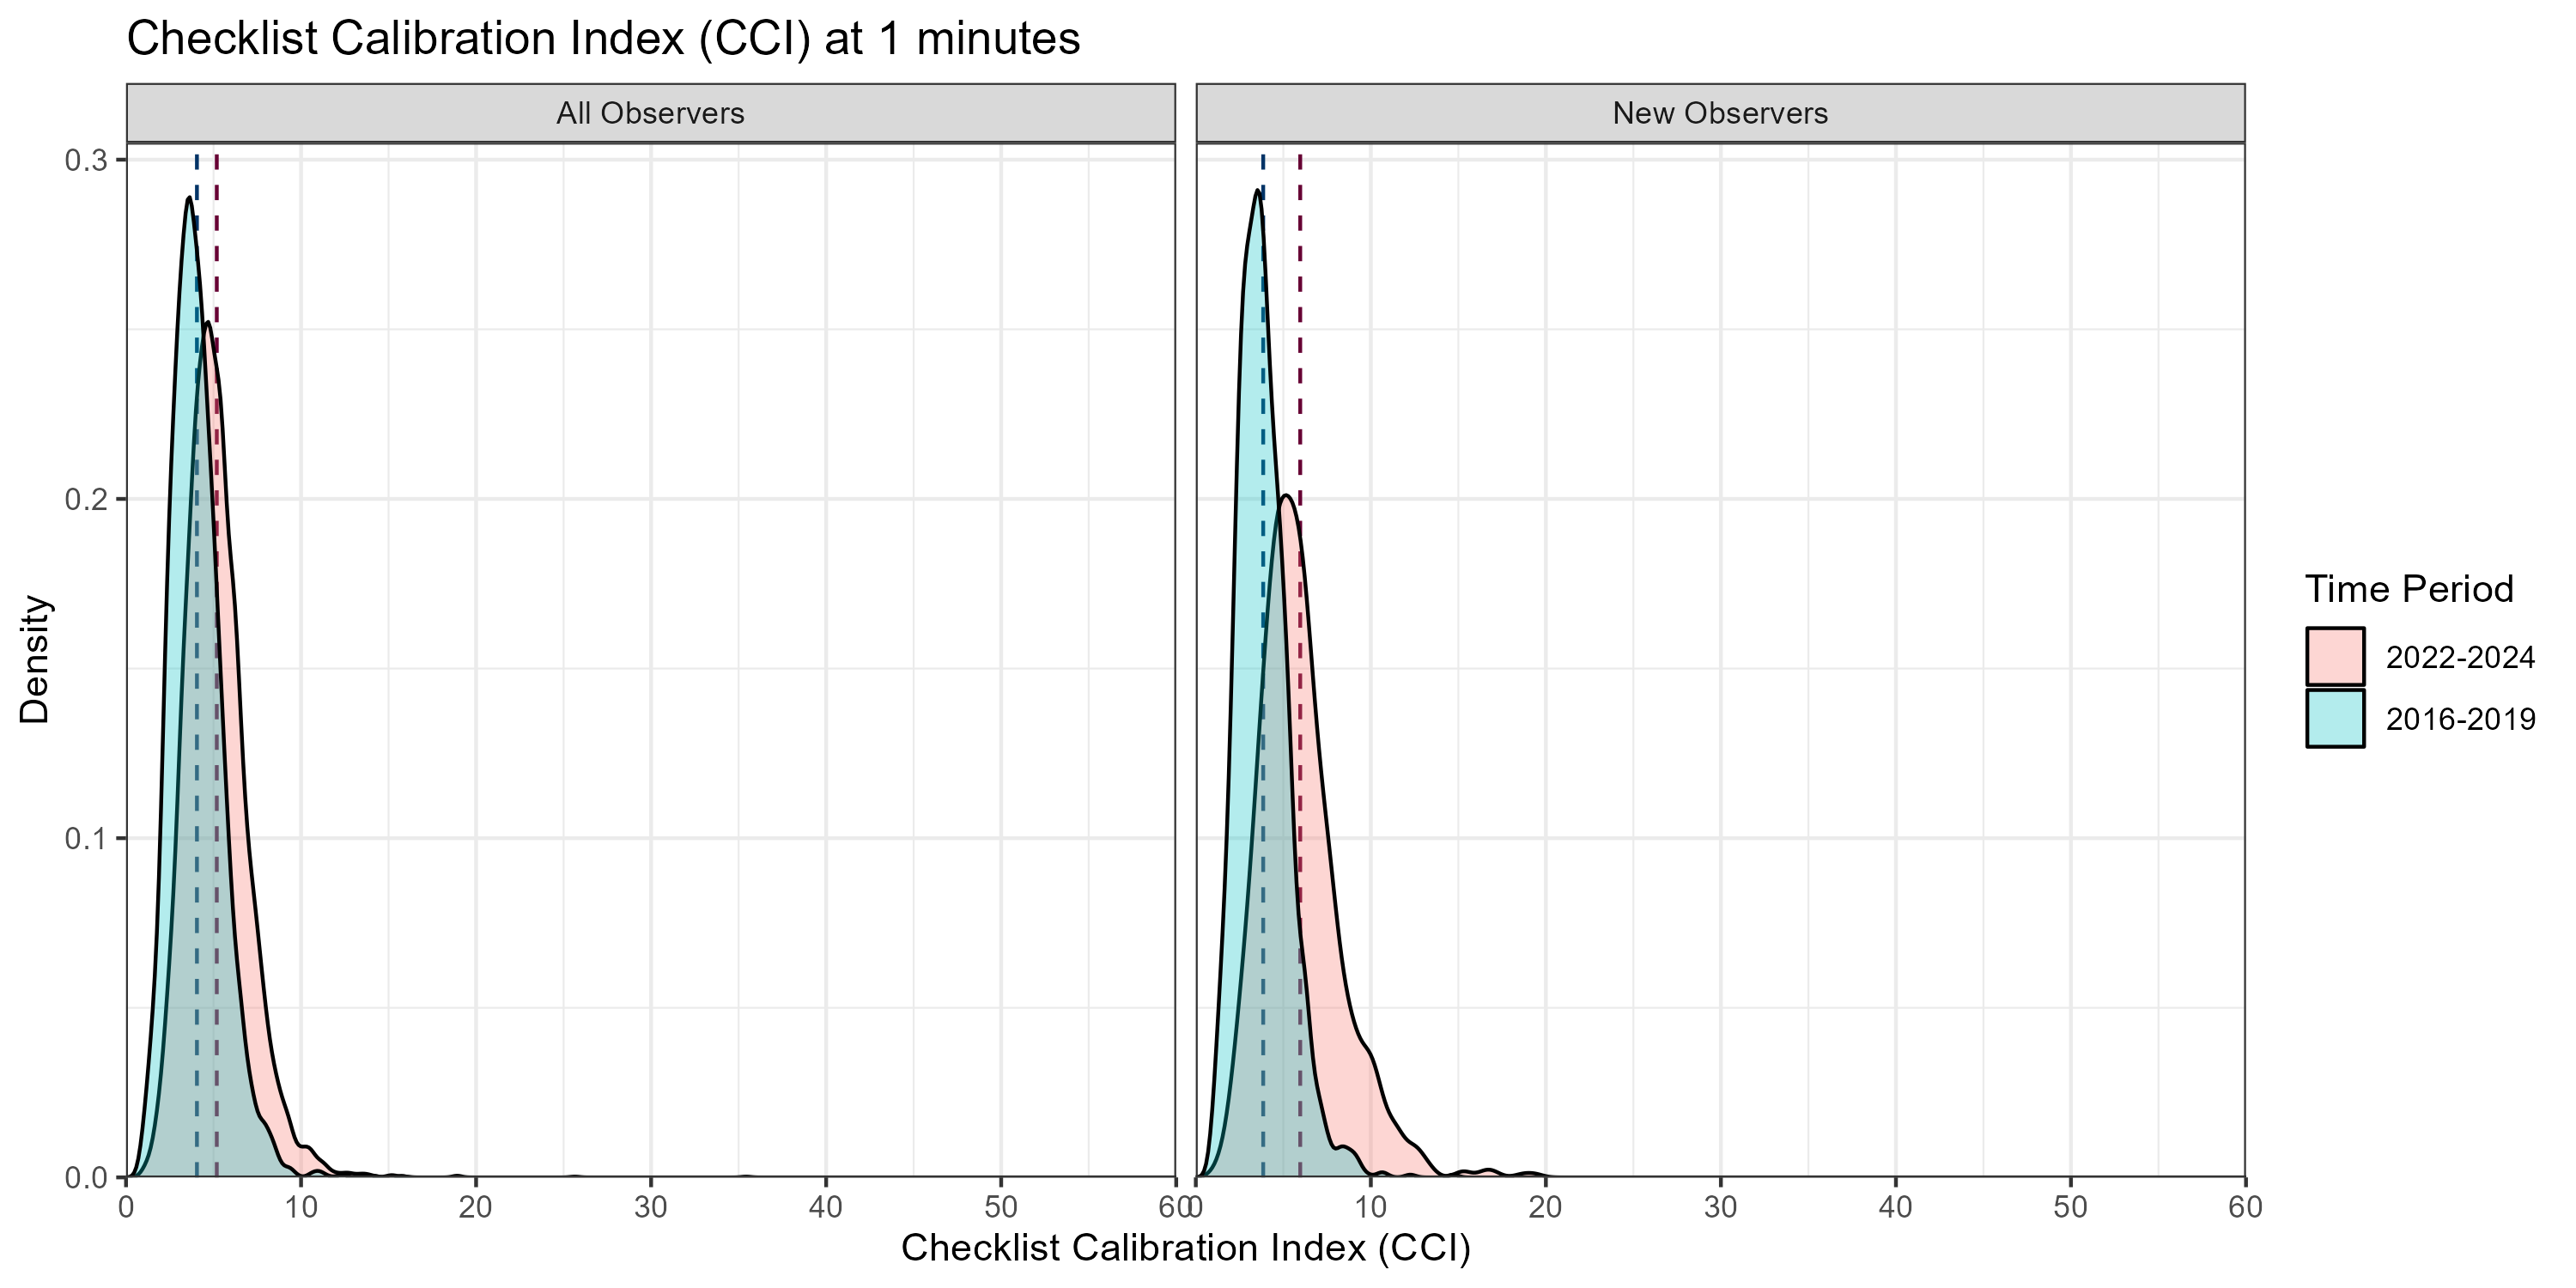 Checklist Calibration Index (CCI) at 1 minutes
All Observers
New Observers
0.3
0.2
0.1
0.0
Density
0 10 20 30 40 50 60
0 10 20 30 40 50 60
Checklist Calibration Index (CCI)
Time Period
2022-2024
2016-2019